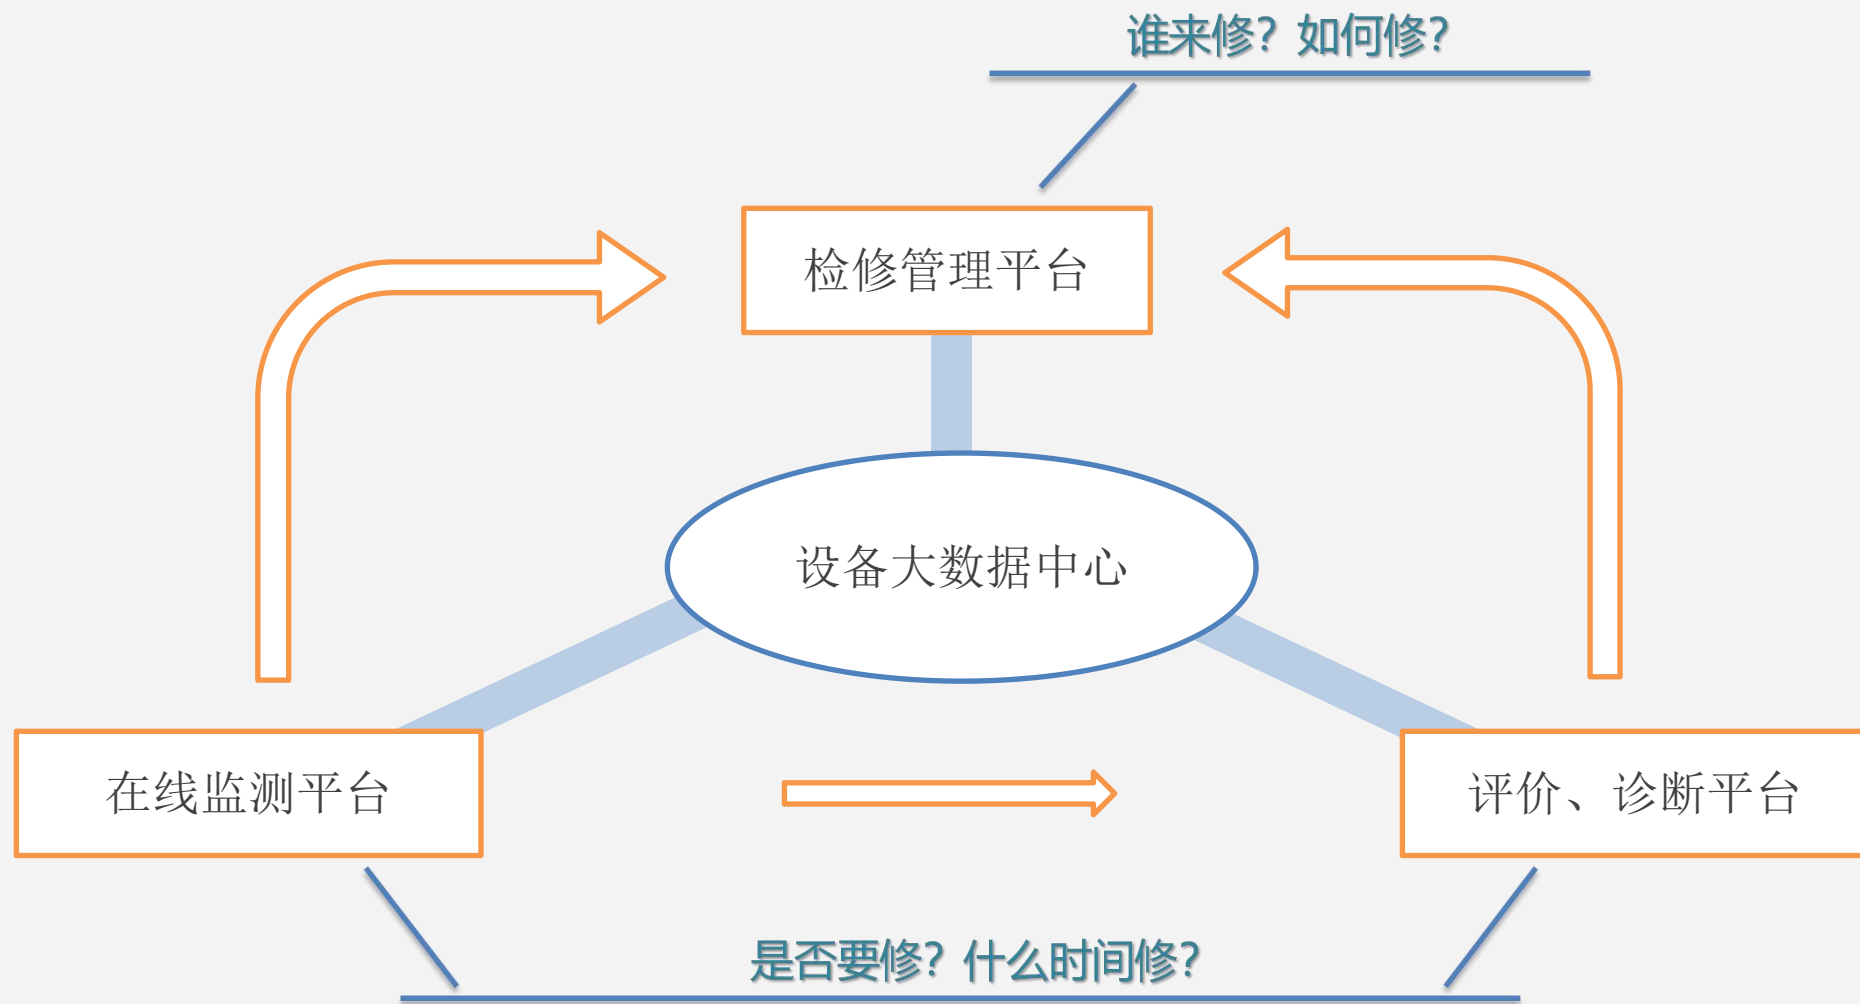 谁来修？如何修？
检修管理平台
设备大数据中心
在线监测平台
评价、诊断平台
是否要修？什么时间修？